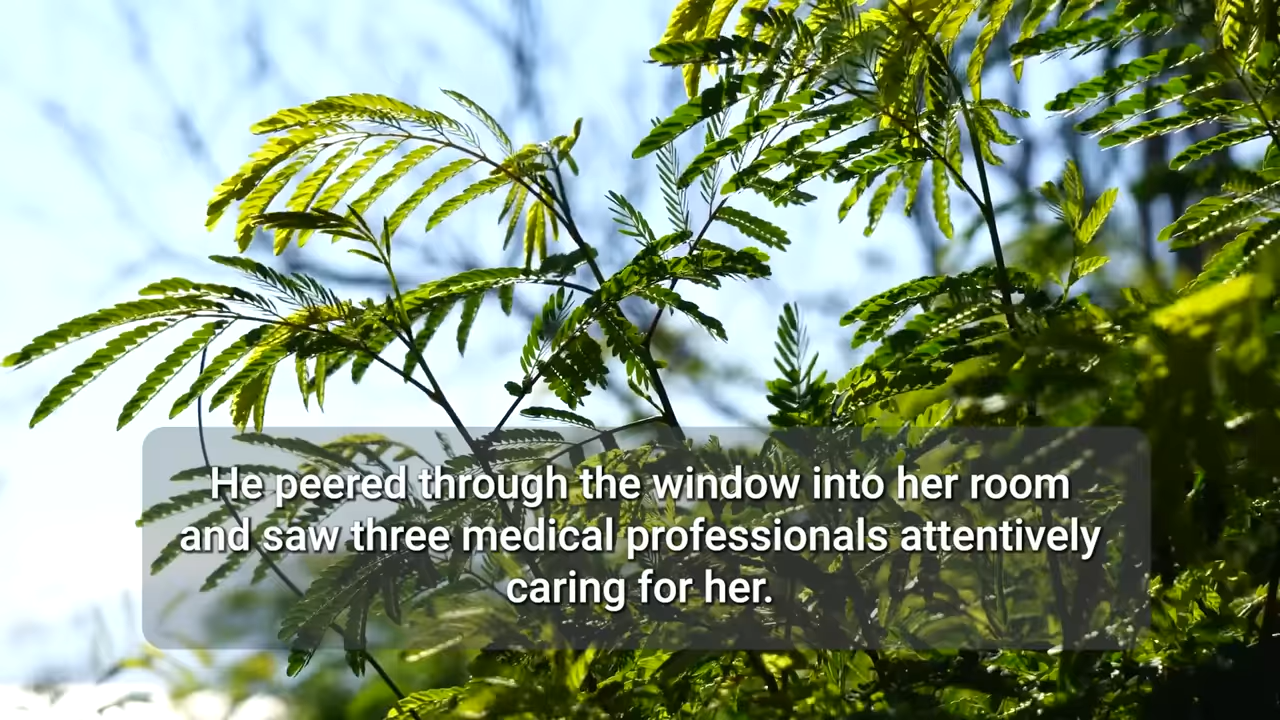 He peered through the window into her room
and saw three medical professionals attentively
caring for her.